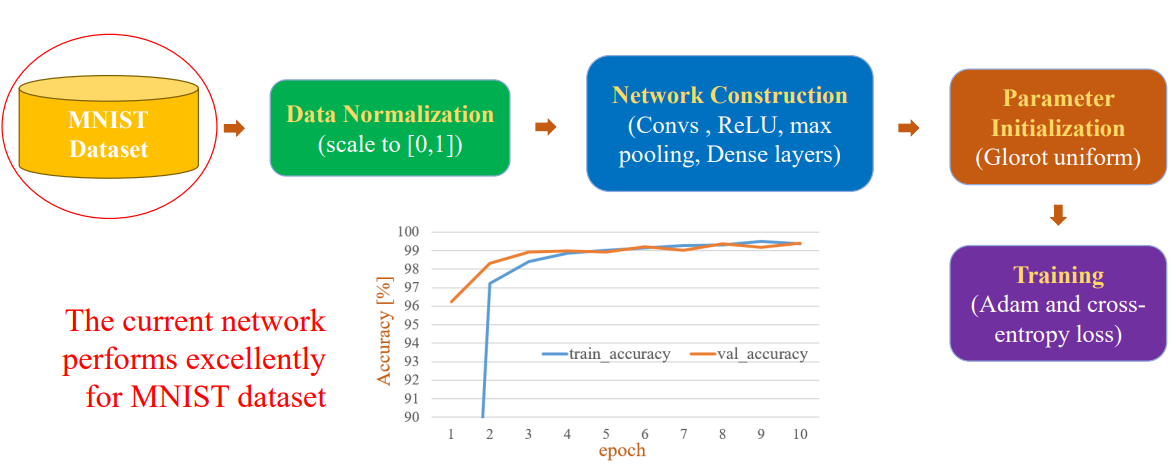 MNIST
Dataset
Data Normalization
(scale to [0,1])
Network Construction
(Convs , ReLU, max
pooling, Dense layers)
Parameter
Initialization
(Glorot uniform)
Training
(Adam and cross-
entropy loss)
The current network
performs excellently
for MNIST dataset
Accuracy [%]
100
99
98
97
96
95
94
93
92
91
90
train_accuracy val_accuracy
1 2 3 4 5 6 7 8 9 10
epoch